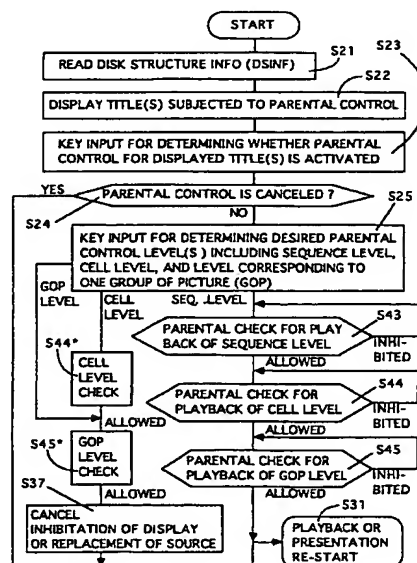 START
S21
S23
READ DISK STRUCTURE INFO (DSINF)
S22
DISPLAY TITLE(S) SUBJECTED TO PARENTAL CONTROL
KEY INPUT FOR DETERMINING WHETHER PARENTAL
CONTROL FOR DISPLAYED TITLE(S) IS ACTIVATED
YES
PARENTAL CONTROL IS CANCELED ?
S25
S24
NO
KEY INPUT FOR DETERMINING DESIRED PARENTAL
CONTROL LEVEL(S) INCLUDING SEQUENCE LEVEL,
CELL LEVEL, AND LEVEL CORRESPONDING TO
ONE GROUP OF PICTURE (GOP)
GOP
LEVEL
CELL
LEVEL
SEQ. .LEVEL
S43
PARENTAL CHECK FOR PLAY
BACK OF SEQUENCE LEVEL
INHI-
BITED
S44*
ALLOWED
S44
CELL
LEVEL
CHECK
PARENTAL CHECK FOR
PLAYBACK OF CELL LEVEL
INHI-
BITED
ALLOWED
S45*
ALLOWED
S45
GOP
LEVEL
CHECK
PARENTAL CHECK FOR
PLAYBACK OF GOP LEVEL
INHI-
BITED
S37
ALLOWED
ALLOWED
S31
CANCEL
INHIBITATION OF DISPLAY
OR REPLACEMENT OF SOURCE
PLAYBACK OR
PRESENTATION
RE-START